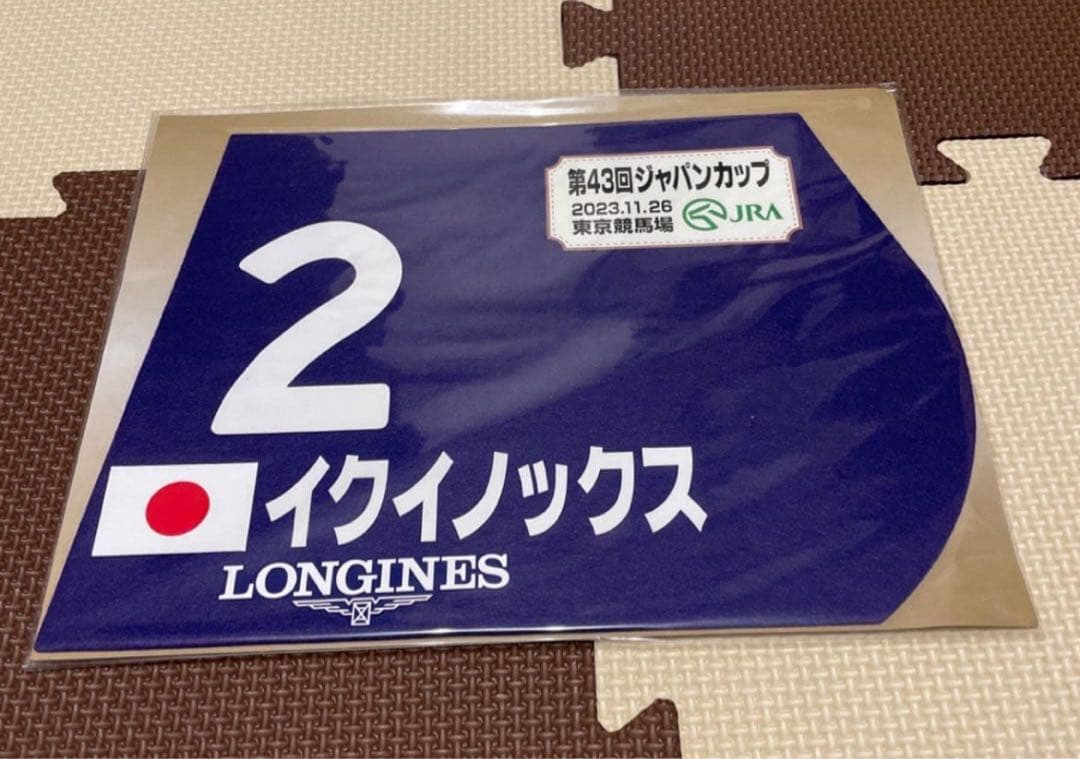 第43回ジャパンカップ
2023.11.26
東京競馬場
JRA
2
イクイノックス
LONGINES